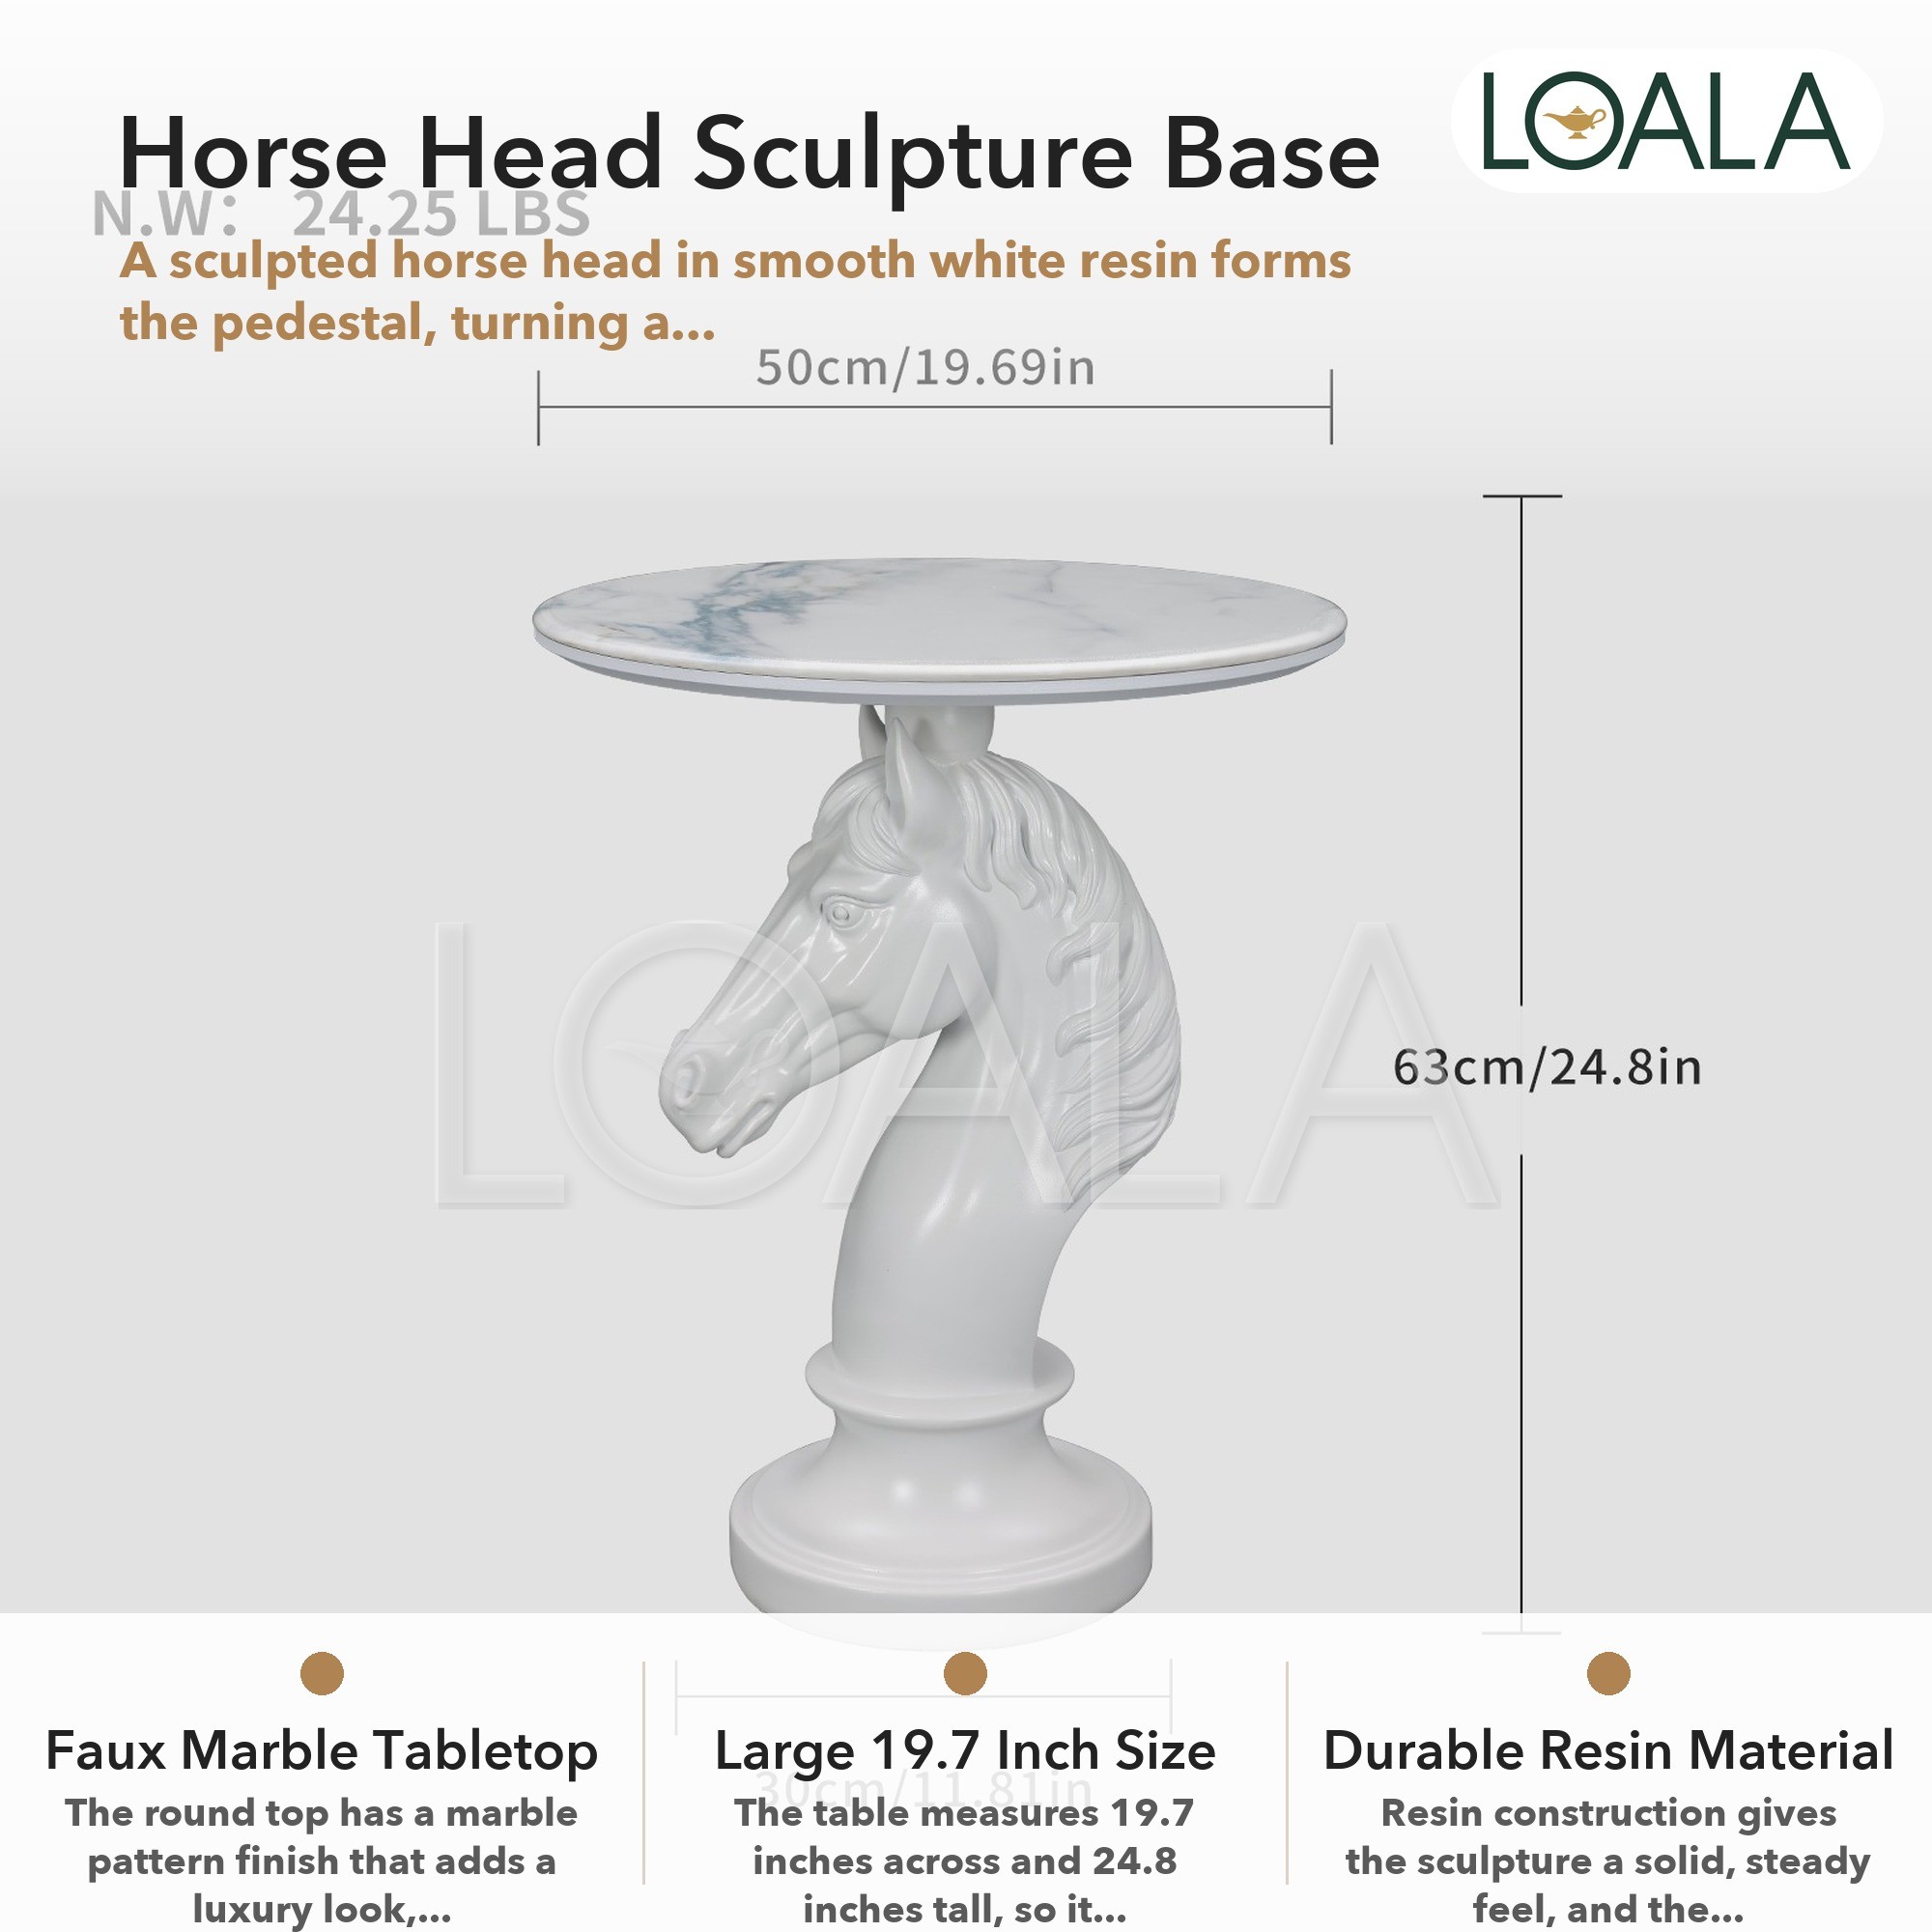 LOALA
Horse Head Sculpture Base
N.W: 24.25 LBS
A sculpted horse head in smooth white resin forms
the pedestal, turning a...
50cm/19.69in
LOALA
63cm/24.8in
Faux Marble Tabletop
The round top has a marble
pattern finish that adds a
luxury look,...
Large 19.7 Inch Size
30cm/11.81in
The table measures 19.7
inches across and 24.8
inches tall, so it...
Durable Resin Material
Resin construction gives
the sculpture a solid, steady
feel, and the...